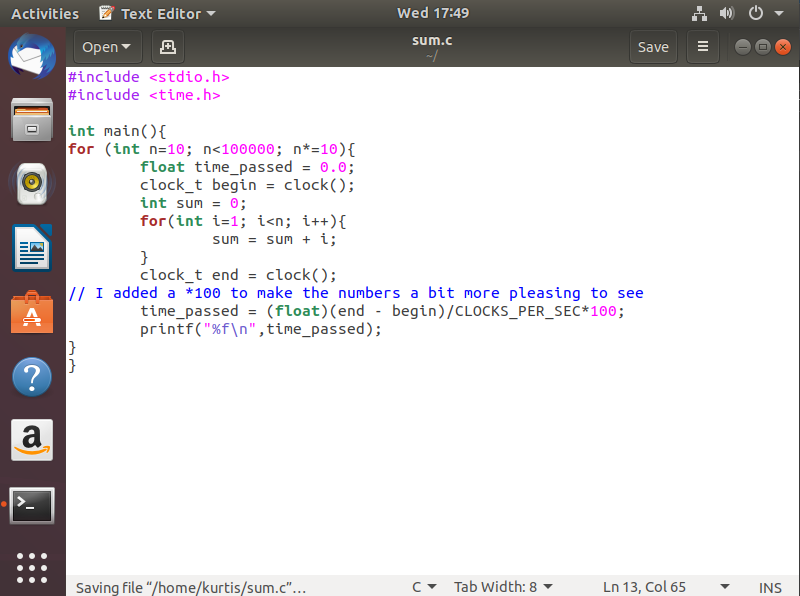 Activities Text Editor Wed 17:49
Open sum.c Save
~/
#include <stdio.h>
#include <time.h>
int main(){
for (int n=10; n<100000; n*=10){
float time_passed = 0.0;
clock_t begin = clock();
int sum = 0;
for(int i=1; i<n; i++){
sum = sum + i;
}
clock_t end = clock();
// I added a *100 to make the numbers a bit more pleasing to see
time_passed = (float)(end - begin)/CLOCKS_PER_SEC*100;
printf("%f\n",time_passed);
}
}
?
a
>_
Saving file “/home/kurtis/sum.c”… C Tab Width: 8 Ln 13, Col 65 INS